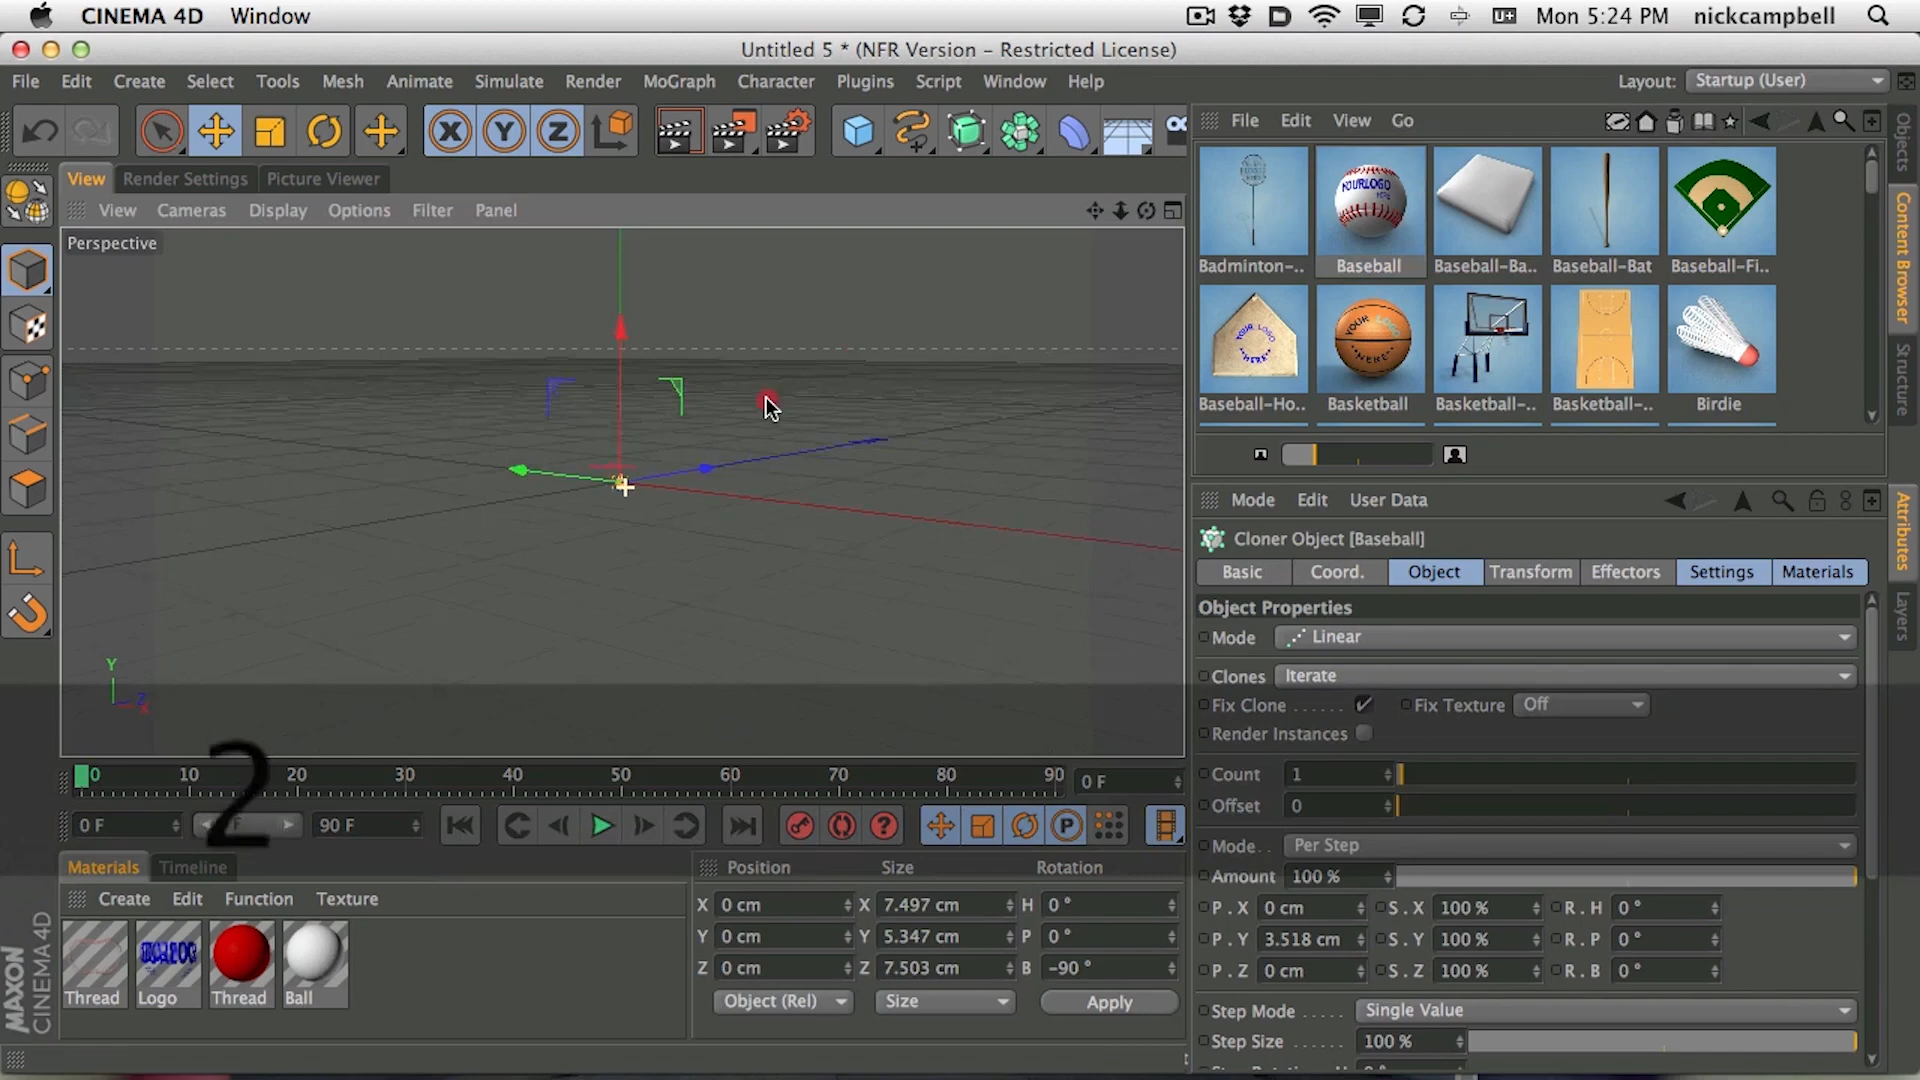 CINEMA 4D Window
Mon 5:24 PM nickcampbell
Untitled 5 * (NFR Version - Restricted License)
File Edit Create Select Tools Mesh Animate Simulate Render MoGraph Character Plugins Script Window Help
Layout: Startup (User)
X Y Z
File Edit View Go
View Render Settings Picture Viewer
View Cameras Display Options Filter Panel
Perspective
Badminton-.. Baseball Baseball-Ba.. Baseball-Bat Baseball-Fi..
Baseball-Ho.. Basketball Basketball-.. Basketball-.. Birdie
Objects
Content Browser
Structure
Mode Edit User Data
Cloner Object [Baseball]
Basic Coord. Object Transform Effectors Settings Materials
Attributes
Layers
Object Properties
Mode Linear
Clones Iterate
Fix Clone ...... Fix Texture Off
Render Instances
Count 1
Offset 0
Mode. . Per Step
Amount 100 %
P . X 0 cm S . X 100 % R . H 0 °
P . Y 3.518 cm S . Y 100 % R . P 0 °
P . Z 0 cm S . Z 100 % R . B 0 °
Step Mode ..... Single Value
Step Size ...... 100 %
Y
Z
X
2
0 10 20 30 40 50 60 70 80 90 0 F
0 F 90 F
P
Materials Timeline
Create Edit Function Texture
Thread Logo Thread Ball
Position Size Rotation
X 0 cm X 7.497 cm H 0 °
Y 0 cm Y 5.347 cm P 0 °
Z 0 cm Z 7.503 cm B -90 °
Object (Rel) Size Apply
MAXON
CINEMA 4D